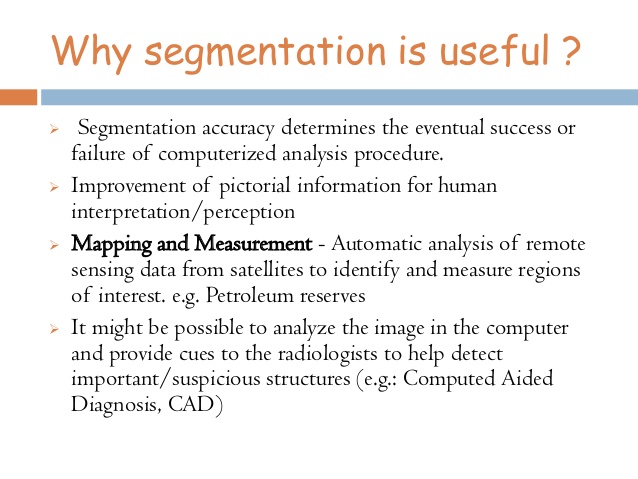 Why segmentation is useful ?
➢ Segmentation accuracy determines the eventual success or
failure of computerized analysis procedure.
➢ Improvement of pictorial information for human
interpretation/perception
➢ Mapping and Measurement - Automatic analysis of remote
sensing data from satellites to identify and measure regions
of interest. e.g. Petroleum reserves
➢ It might be possible to analyze the image in the computer
and provide cues to the radiologists to help detect
important/suspicious structures (e.g.: Computed Aided
Diagnosis, CAD)